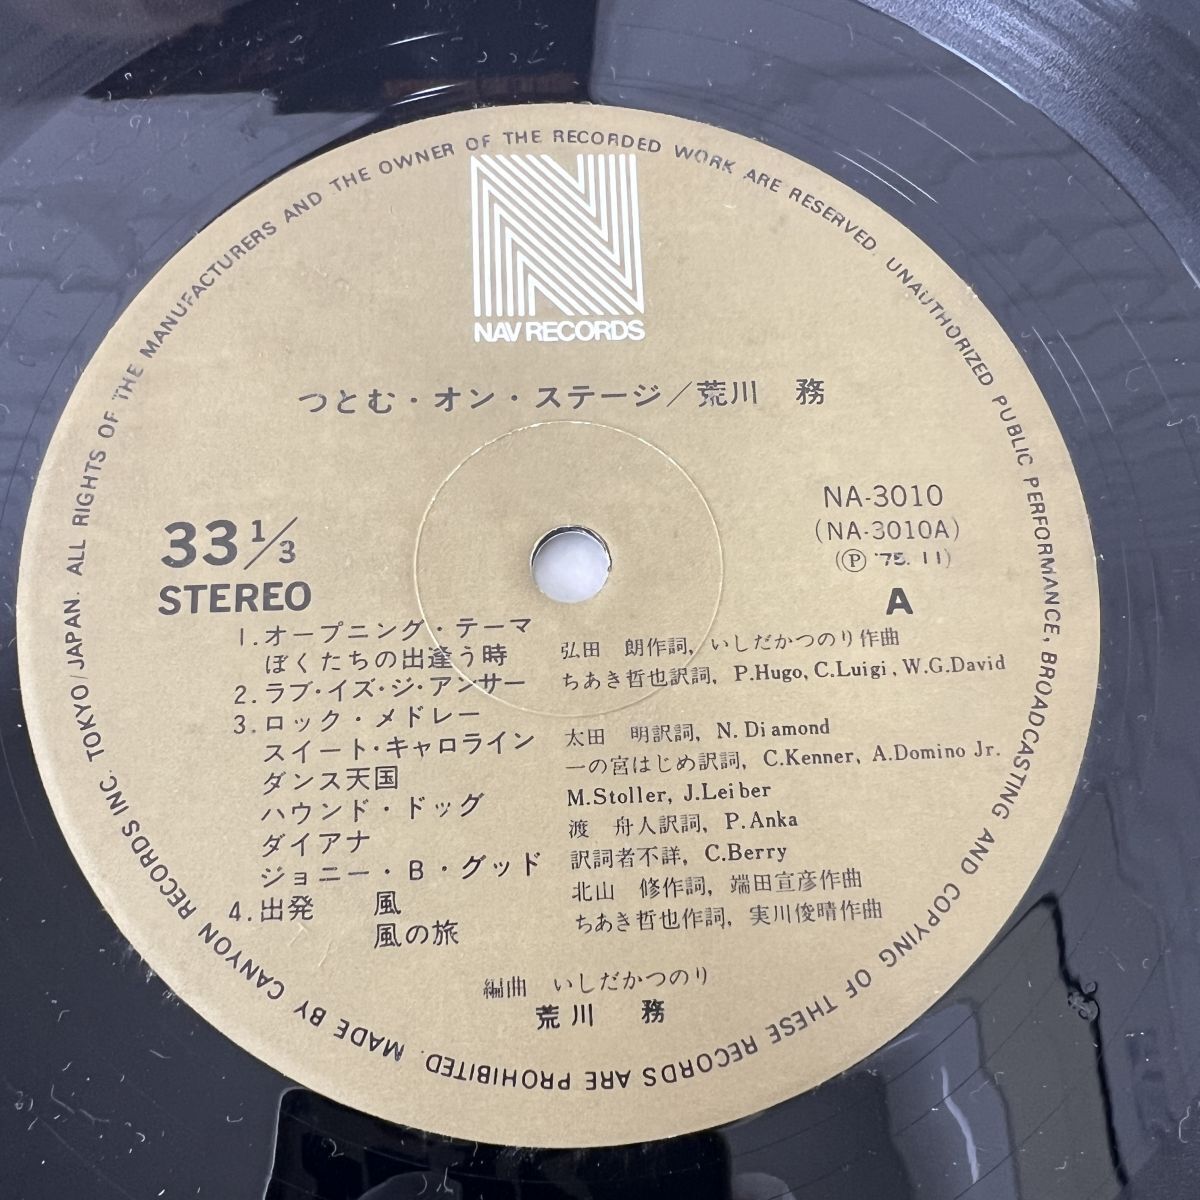 TOKYO/JAPAN. ALL RIGHTS OF THE MANUFACTURERS AND THE OWNER OF THE RECORDED WORK ARE RESERVED. UNAUTHORIZED PUBLIC PERFORMANCE, BROADCASTING AND COPYING OF THESE RECORDS ARE PROHIBITED. MADE BY CANYON RECORDS INC.
NAV RECORDS
つとむ・オン・ステージ/荒川 務
NA-3010
(NA-3010A)
(Ⓟ '75. 11)
33 1/3
STEREO
A
1. オープニング・テーマ
ぼくたちの出逢う時 弘田 朗作詞, いしだかつのり作曲
2. ラブ・イズ・ジ・アンサー ちあき哲也訳詞, P.Hugo, C.Luigi, W.G.David
3. ロック・メドレー
スイート・キャロライン 太田 明訳詞, N. Diamond
ダンス天国 一の宮はじめ訳詞, C.Kenner, A.Domino Jr.
ハウンド・ドッグ M.Stoller, J.Leiber
ダイアナ 渡 舟人訳詞, P.Anka
ジョニー・B・グッド 訳詞者不詳, C.Berry
4. 出発 風 北山 修作詞, 端田宣彦作曲
風の旅 ちあき哲也作詞, 実川俊晴作曲
編曲 いしだかつのり
荒川 務